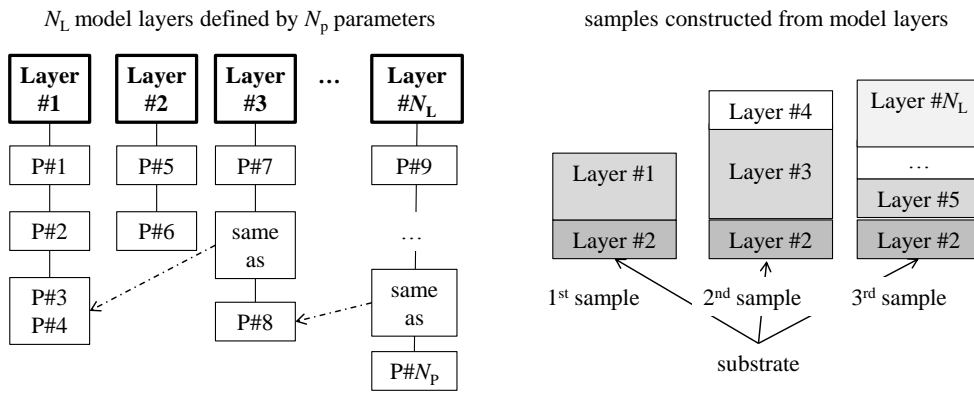 N_L model layers defined by N_p parameters
Layer #1
Layer #2
Layer #3
...
Layer #N_L
P#1
P#5
P#7
P#9
P#2
P#6
same as
...
P#3
P#4
P#8
same as
P#N_P
samples constructed from model layers
Layer #1
Layer #2
1st sample
Layer #4
Layer #3
Layer #2
2nd sample
Layer #N_L
...
Layer #5
Layer #2
3rd sample
substrate